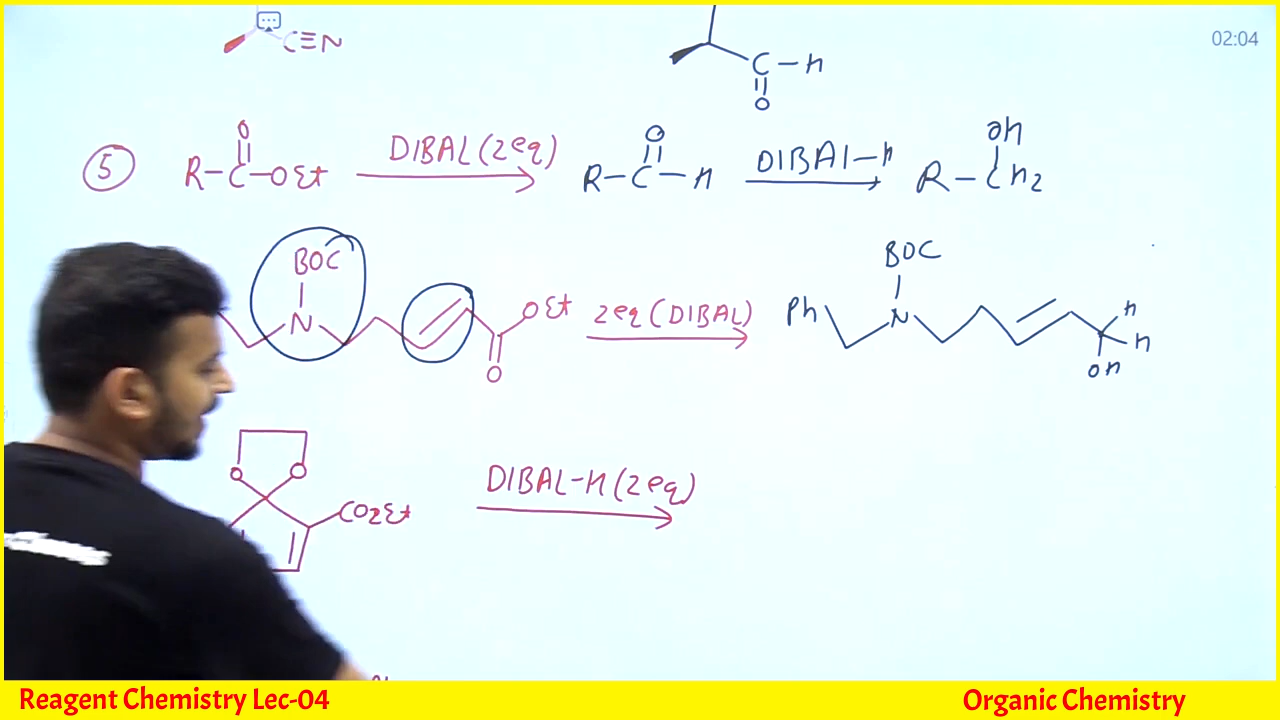 02:04
C≡N
C–H
O
⑤ R–C–OEt DIBAL(2eq) R–C–H DIBAl–H R–CH2
O O OH
BOC BOC
N OEt 2eq(DIBAL) Ph N H
O H
OH
O O
CO2Et DIBAL-H(2eq)
Reagent Chemistry Lec-04
Organic Chemistry